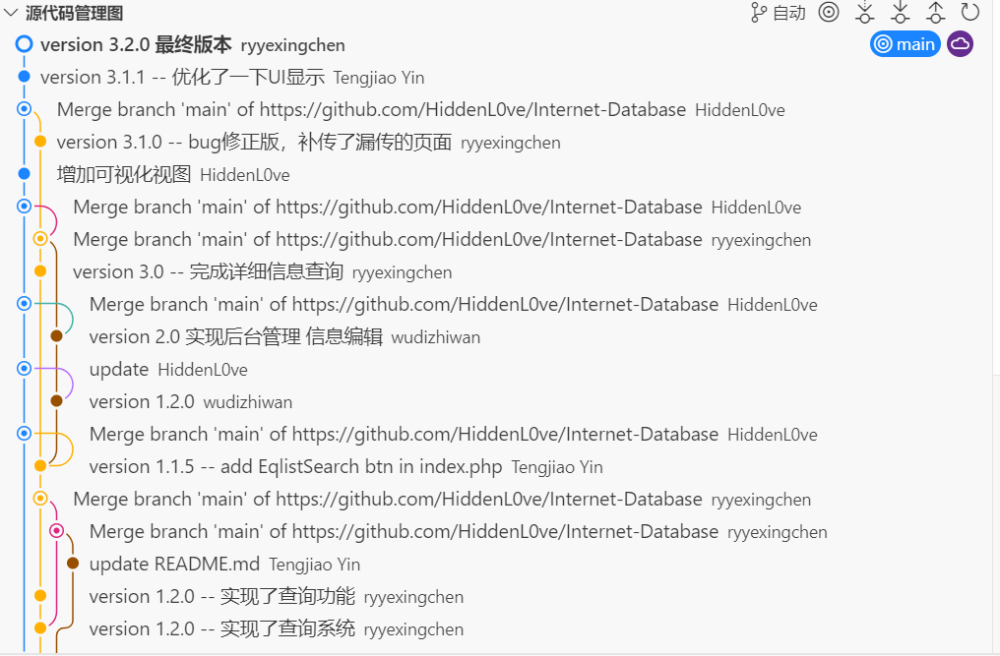 源代码管理图 自动
version 3.2.0 最终版本 ryyexingchen main
version 3.1.1 -- 优化了一下UI显示 Tengjiao Yin
Merge branch 'main' of https://github.com/HiddenL0ve/Internet-Database HiddenL0ve
version 3.1.0 -- bug修正版，补传了漏传的页面 ryyexingchen
增加可视化视图 HiddenL0ve
Merge branch 'main' of https://github.com/HiddenL0ve/Internet-Database HiddenL0ve
Merge branch 'main' of https://github.com/HiddenL0ve/Internet-Database ryyexingchen
version 3.0 -- 完成详细信息查询 ryyexingchen
Merge branch 'main' of https://github.com/HiddenL0ve/Internet-Database HiddenL0ve
version 2.0 实现后台管理 信息编辑 wudizhiwan
update HiddenL0ve
version 1.2.0 wudizhiwan
Merge branch 'main' of https://github.com/HiddenL0ve/Internet-Database HiddenL0ve
version 1.1.5 -- add EqlistSearch btn in index.php Tengjiao Yin
Merge branch 'main' of https://github.com/HiddenL0ve/Internet-Database ryyexingchen
Merge branch 'main' of https://github.com/HiddenL0ve/Internet-Database ryyexingchen
update README.md Tengjiao Yin
version 1.2.0 -- 实现了查询功能 ryyexingchen
version 1.2.0 -- 实现了查询系统 ryyexingchen